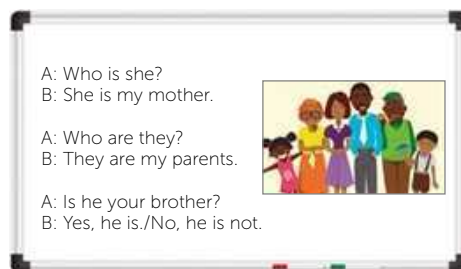 A: Who is she?
B: She is my mother.
A: Who are they?
B: They are my parents.
A: Is he your brother?
B: Yes, he is./No, he is not.